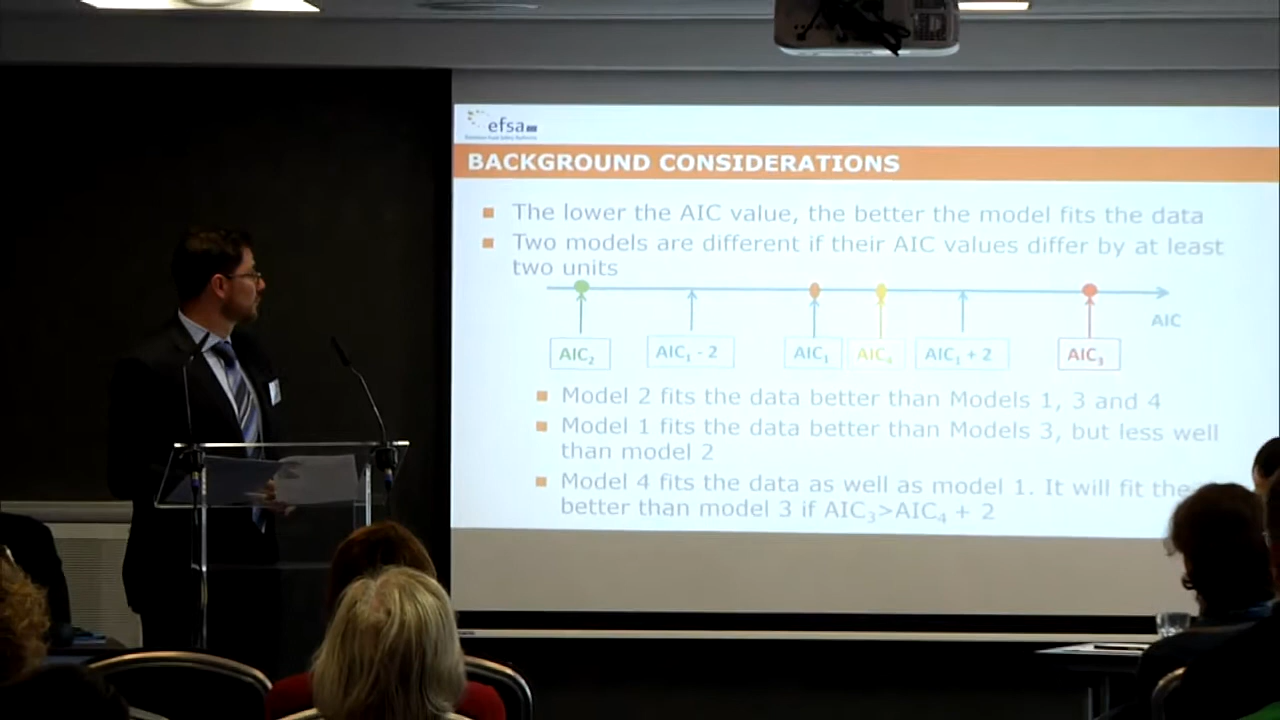 efsa
BACKGROUND CONSIDERATIONS
The lower the AIC value, the better the model fits the data
Two models are different if their AIC values differ by at least
two units
AIC
AIC₂
AIC₁ - 2
AIC₁
AIC₄
AIC₁ + 2
AIC₃
Model 2 fits the data better than Models 1, 3 and 4
Model 1 fits the data better than Models 3, but less well
than model 2
Model 4 fits the data as well as model 1. It will fit the
better than model 3 if AIC₃>AIC₄ + 2